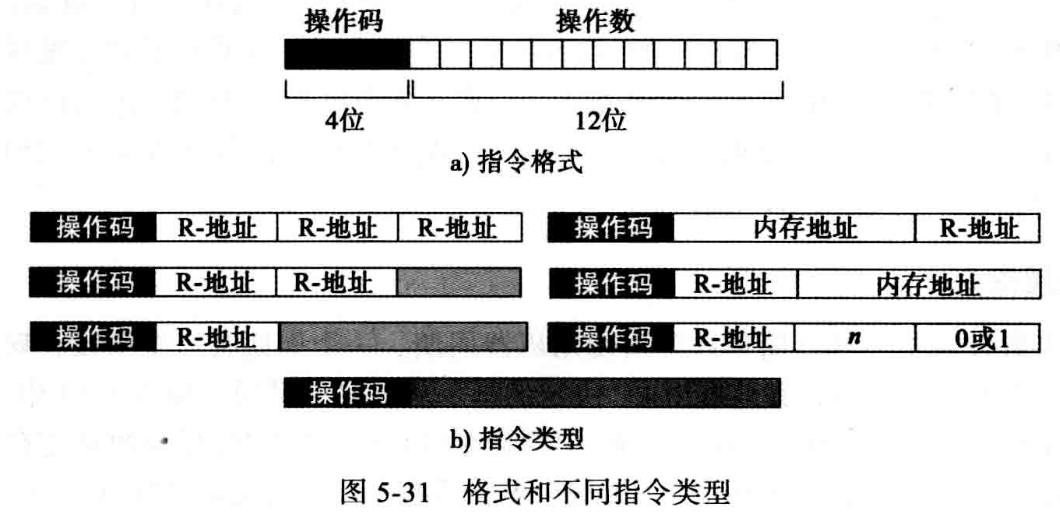 操作码 操作数
4位 12位
a) 指令格式
操作码 R-地址 R-地址 R-地址 操作码 内存地址 R-地址
操作码 R-地址 R-地址 操作码 R-地址 内存地址
操作码 R-地址 操作码 R-地址 n 0或1
操作码
b) 指令类型
图 5-31 格式和不同指令类型